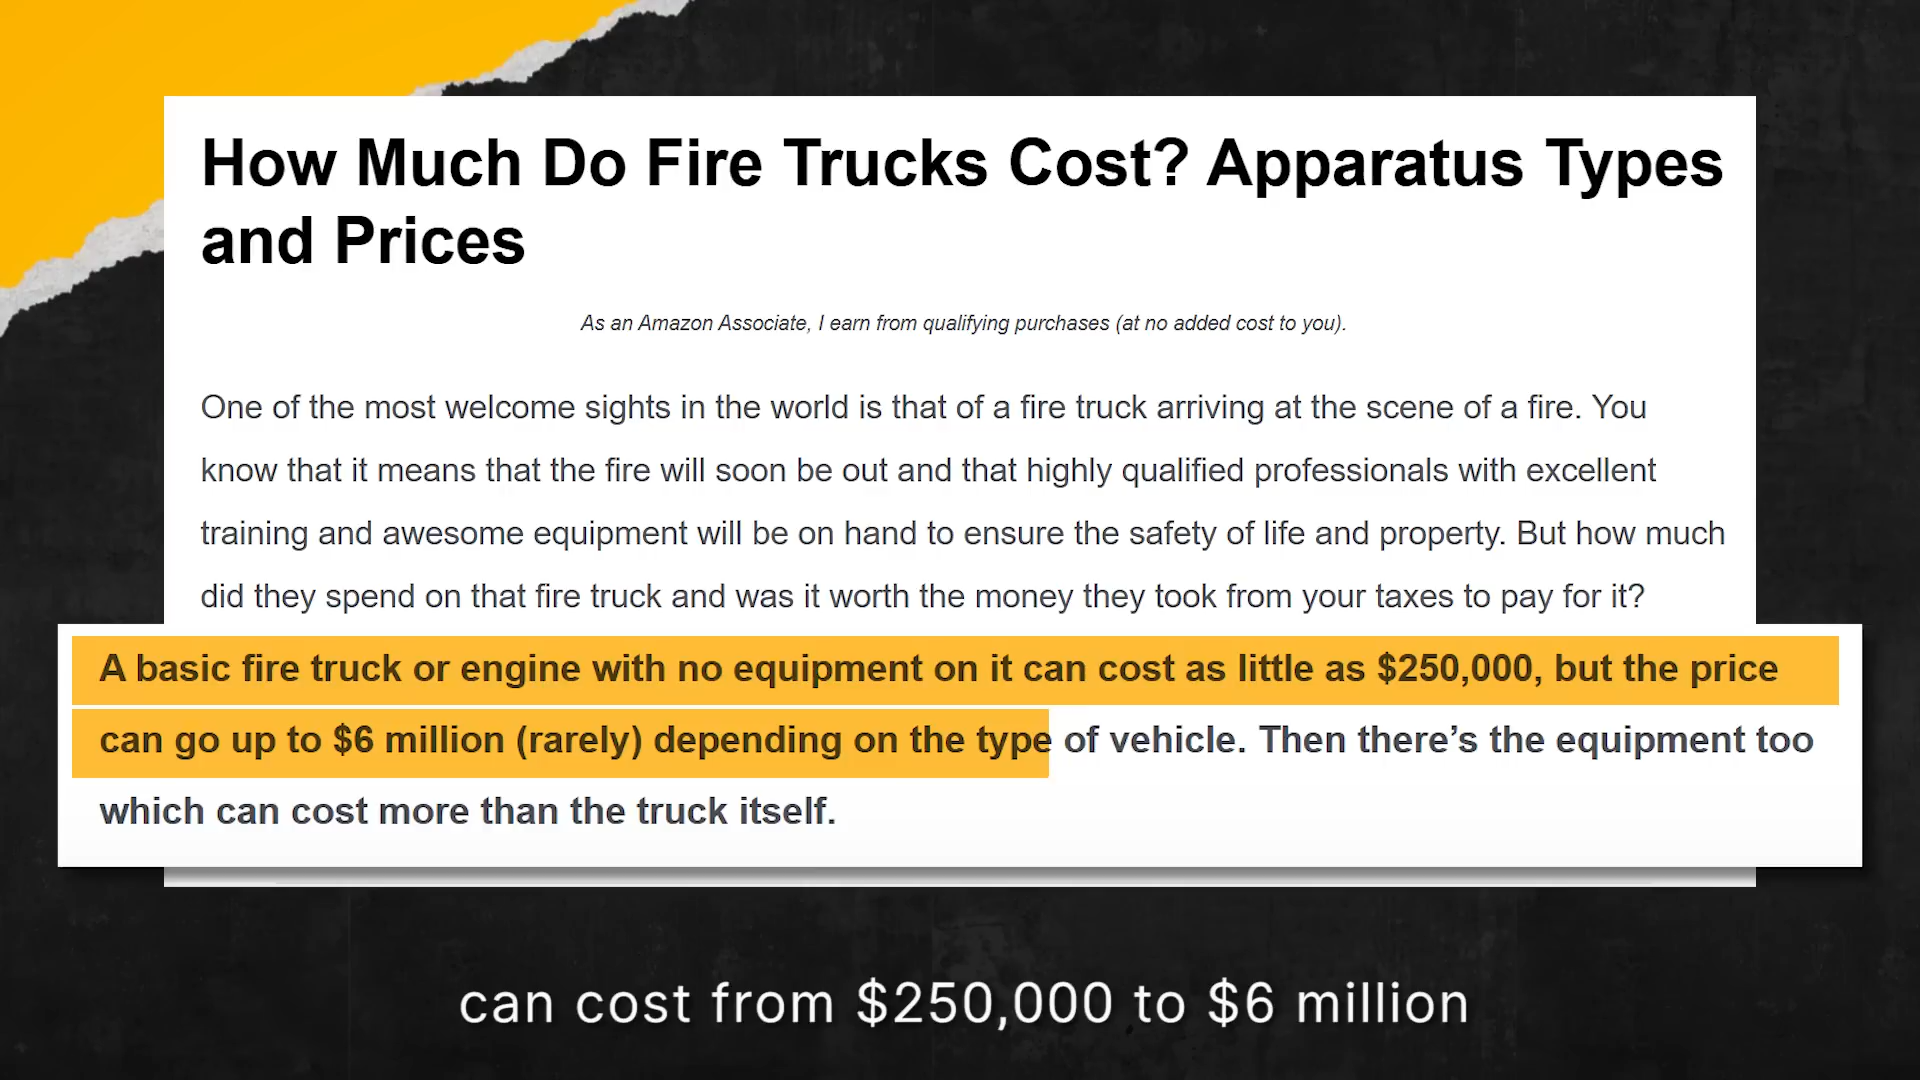 How Much Do Fire Trucks Cost? Apparatus Types
and Prices
As an Amazon Associate, I earn from qualifying purchases (at no added cost to you).
One of the most welcome sights in the world is that of a fire truck arriving at the scene of a fire. You
know that it means that the fire will soon be out and that highly qualified professionals with excellent
training and awesome equipment will be on hand to ensure the safety of life and property. But how much
did they spend on that fire truck and was it worth the money they took from your taxes to pay for it?
A basic fire truck or engine with no equipment on it can cost as little as $250,000, but the price
can go up to $6 million (rarely) depending on the type of vehicle. Then there’s the equipment too
which can cost more than the truck itself.
can cost from $250,000 to $6 million